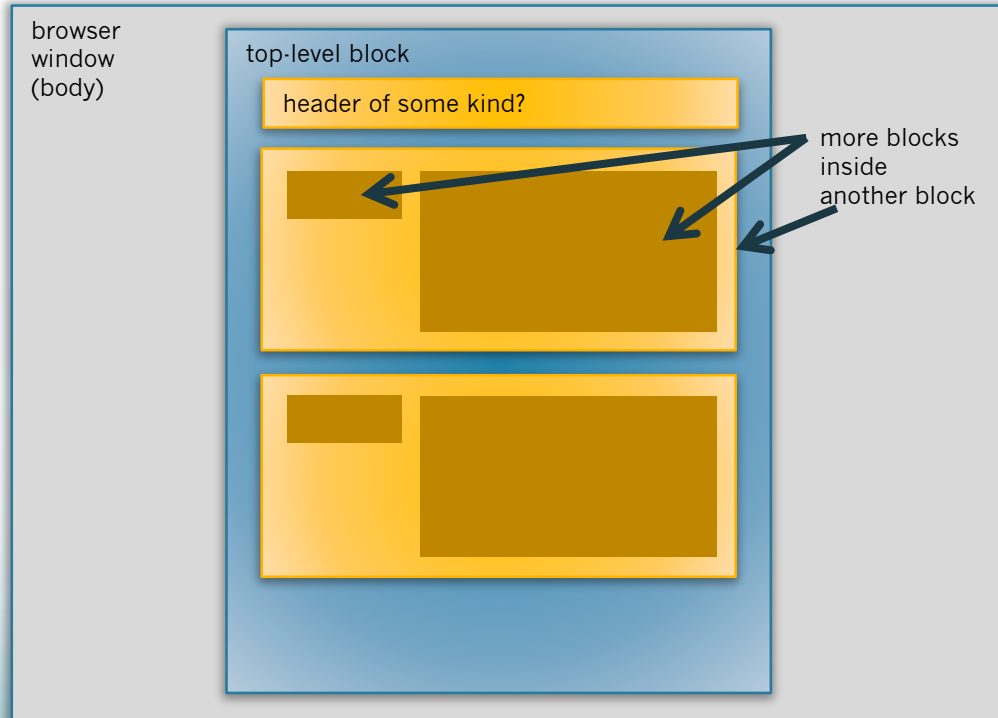 browser
window
(body)
top-level block
header of some kind?
more blocks
inside
another block